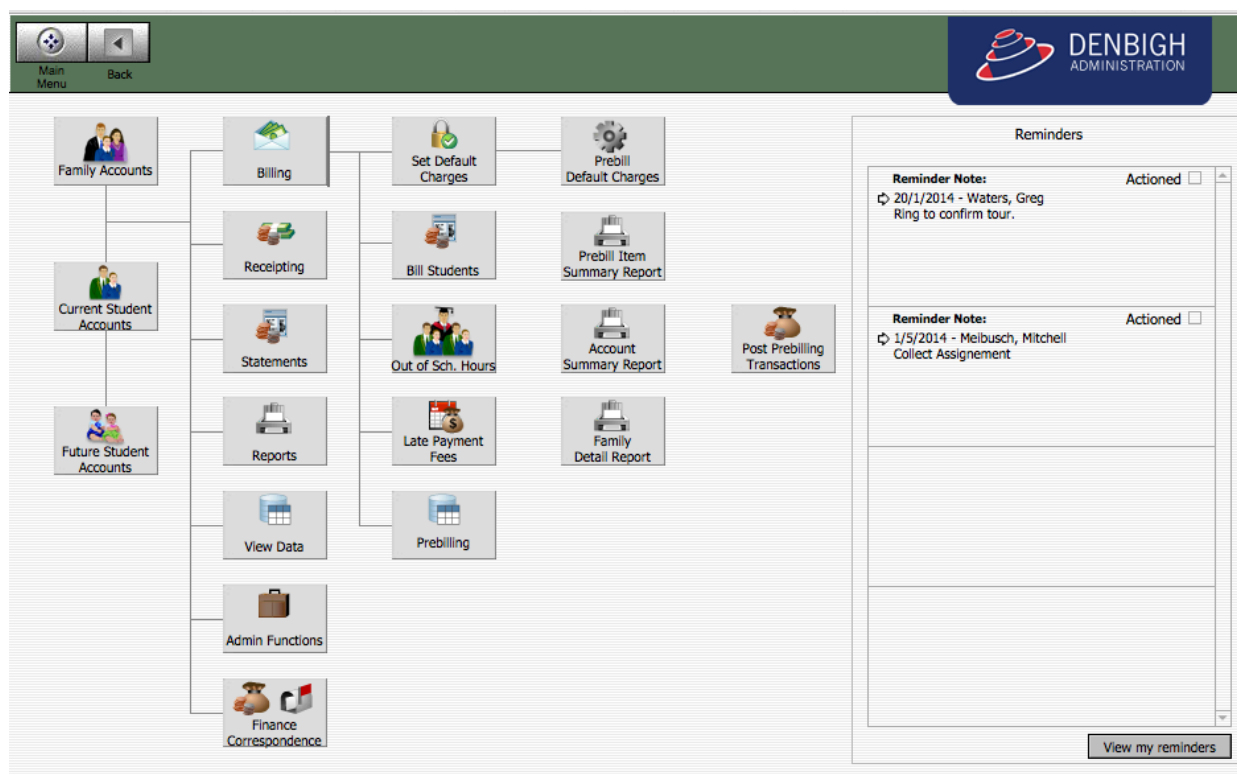 Main
Menu
Back
DENBIGH
ADMINISTRATION
Family Accounts
Billing
Set Default
Charges
Prebill
Default Charges
Receipting
Bill Students
Prebill Item
Summary Report
Current Student
Accounts
Statements
Out of Sch. Hours
Account
Summary Report
Post Prebilling
Transactions
Future Student
Accounts
Reports
Late Payment
Fees
Family
Detail Report
View Data
Prebilling
Admin Functions
Finance
Correspondence
Reminders
Reminder Note: Actioned
20/1/2014 - Waters, Greg
Ring to confirm tour.
Reminder Note: Actioned
1/5/2014 - Meibusch, Mitchell
Collect Assignement
View my reminders